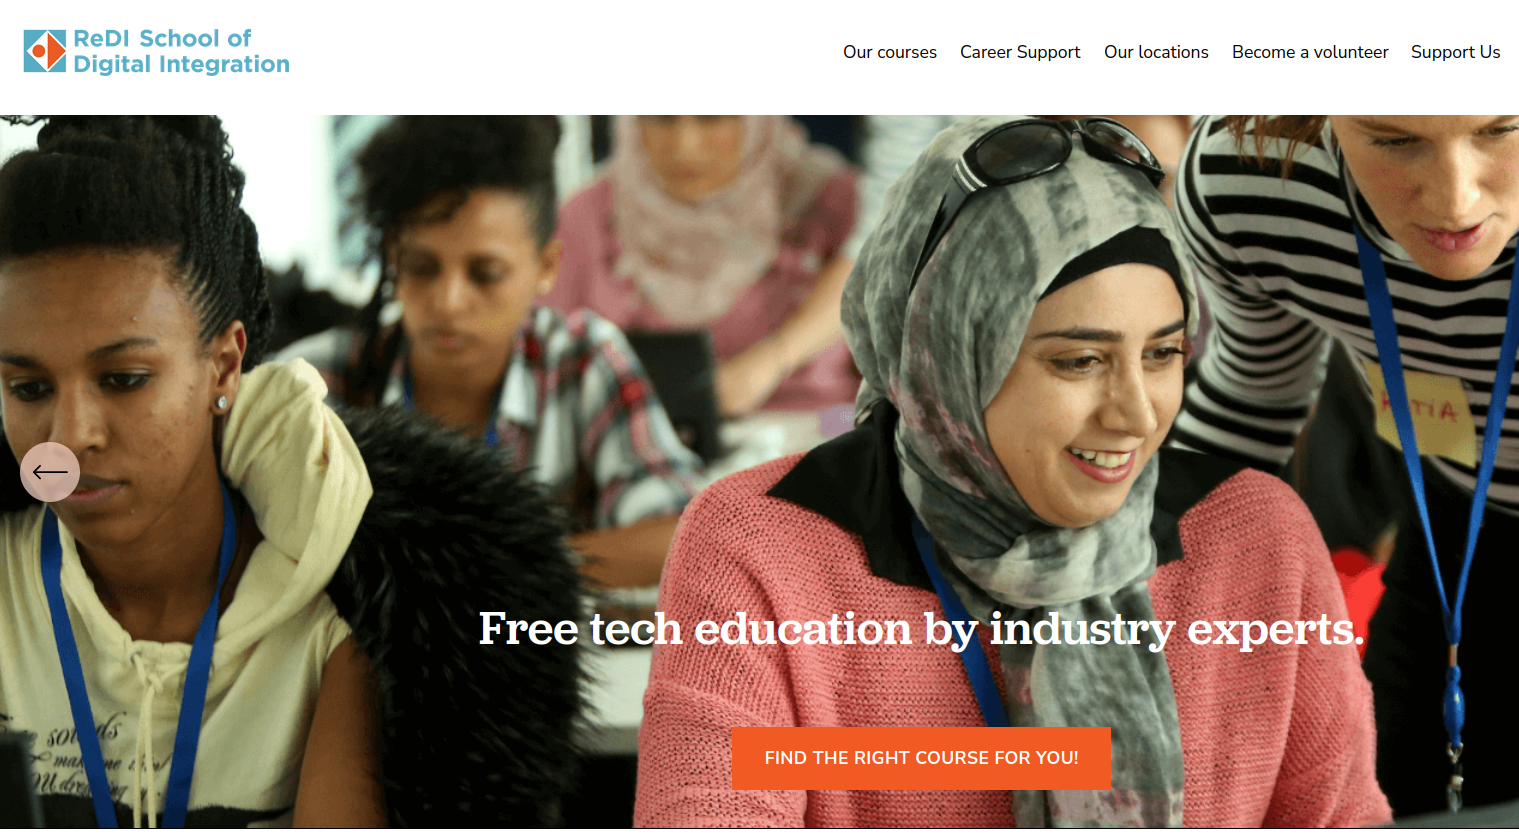 ReDI School of
Digital Integration
Our courses Career Support Our locations Become a volunteer Support Us
Free tech education by industry experts.
FIND THE RIGHT COURSE FOR YOU!